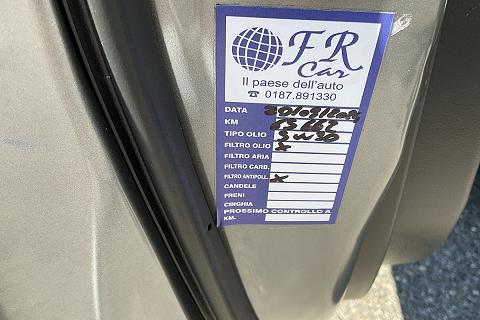 FR
Car
Il paese dell'auto
☎ 0187.891330
DATA
KM
TIPO OLIO 5W30
FILTRO OLIO x
FILTRO ARIA
FILTRO CARB.
FILTRO ANTIPOLL. x
CANDELE
FRENI
CINGHIA
PROSSIMO CONTROLLO A
KM.